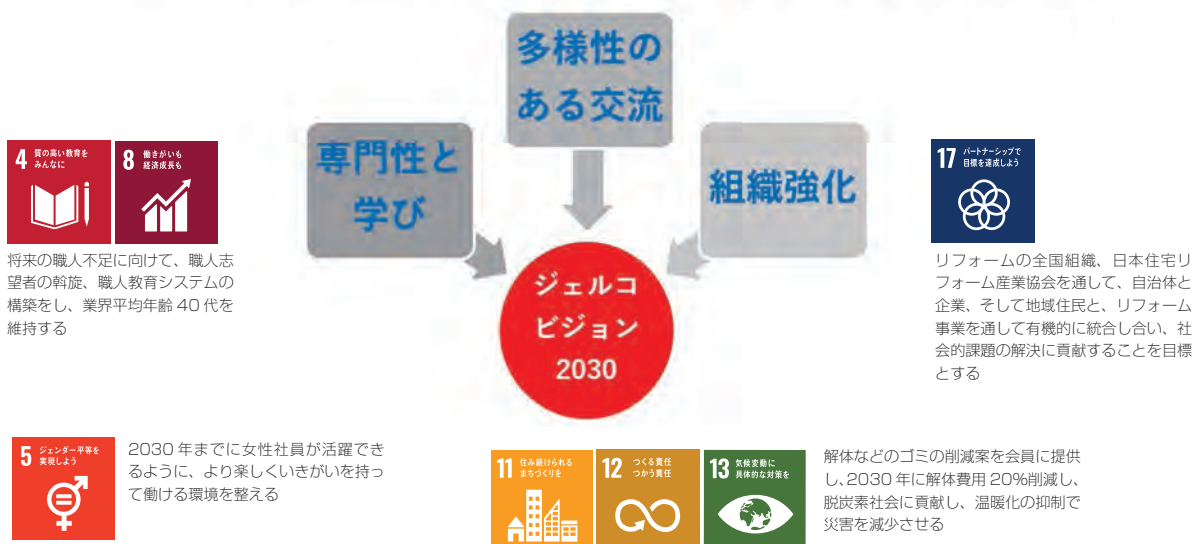 多様性の
ある交流
専門性と
学び
組織強化
ジェルコ
ビジョン
2030
4 質の高い教育を
みんなに
8 働きがいも
経済成長も
将来の職人不足に向けて、職人志
望者の斡旋、職人教育システムの
構築をし、業界平均年齢 40 代を
維持する
17 パートナーシップで
目標を達成しよう
リフォームの全国組織、日本住宅リ
フォーム産業協会を通して、自治体と
企業、そして地域住民と、リフォーム
事業を通して有機的に統合し合い、社
会的課題の解決に貢献することを目標
とする
5 ジェンダー平等を
実現しよう
2030 年までに女性社員が活躍でき
るように、より楽しくいきがいを持っ
て働ける環境を整える
11 住み続けられる
まちづくりを
12 つくる責任
つかう責任
13 気候変動に
具体的な対策を
解体などのゴミの削減案を会員に提供
し、2030 年に解体費用 20%削減し、
脱炭素社会に貢献し、温暖化の抑制で
災害を減少させる